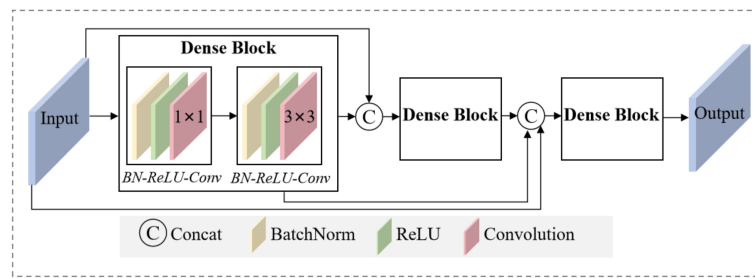 Dense Block
Input
1×1
3×3
BN-ReLU-Conv
BN-ReLU-Conv
C
Dense Block
C
Dense Block
Output
C Concat
BatchNorm
ReLU
Convolution